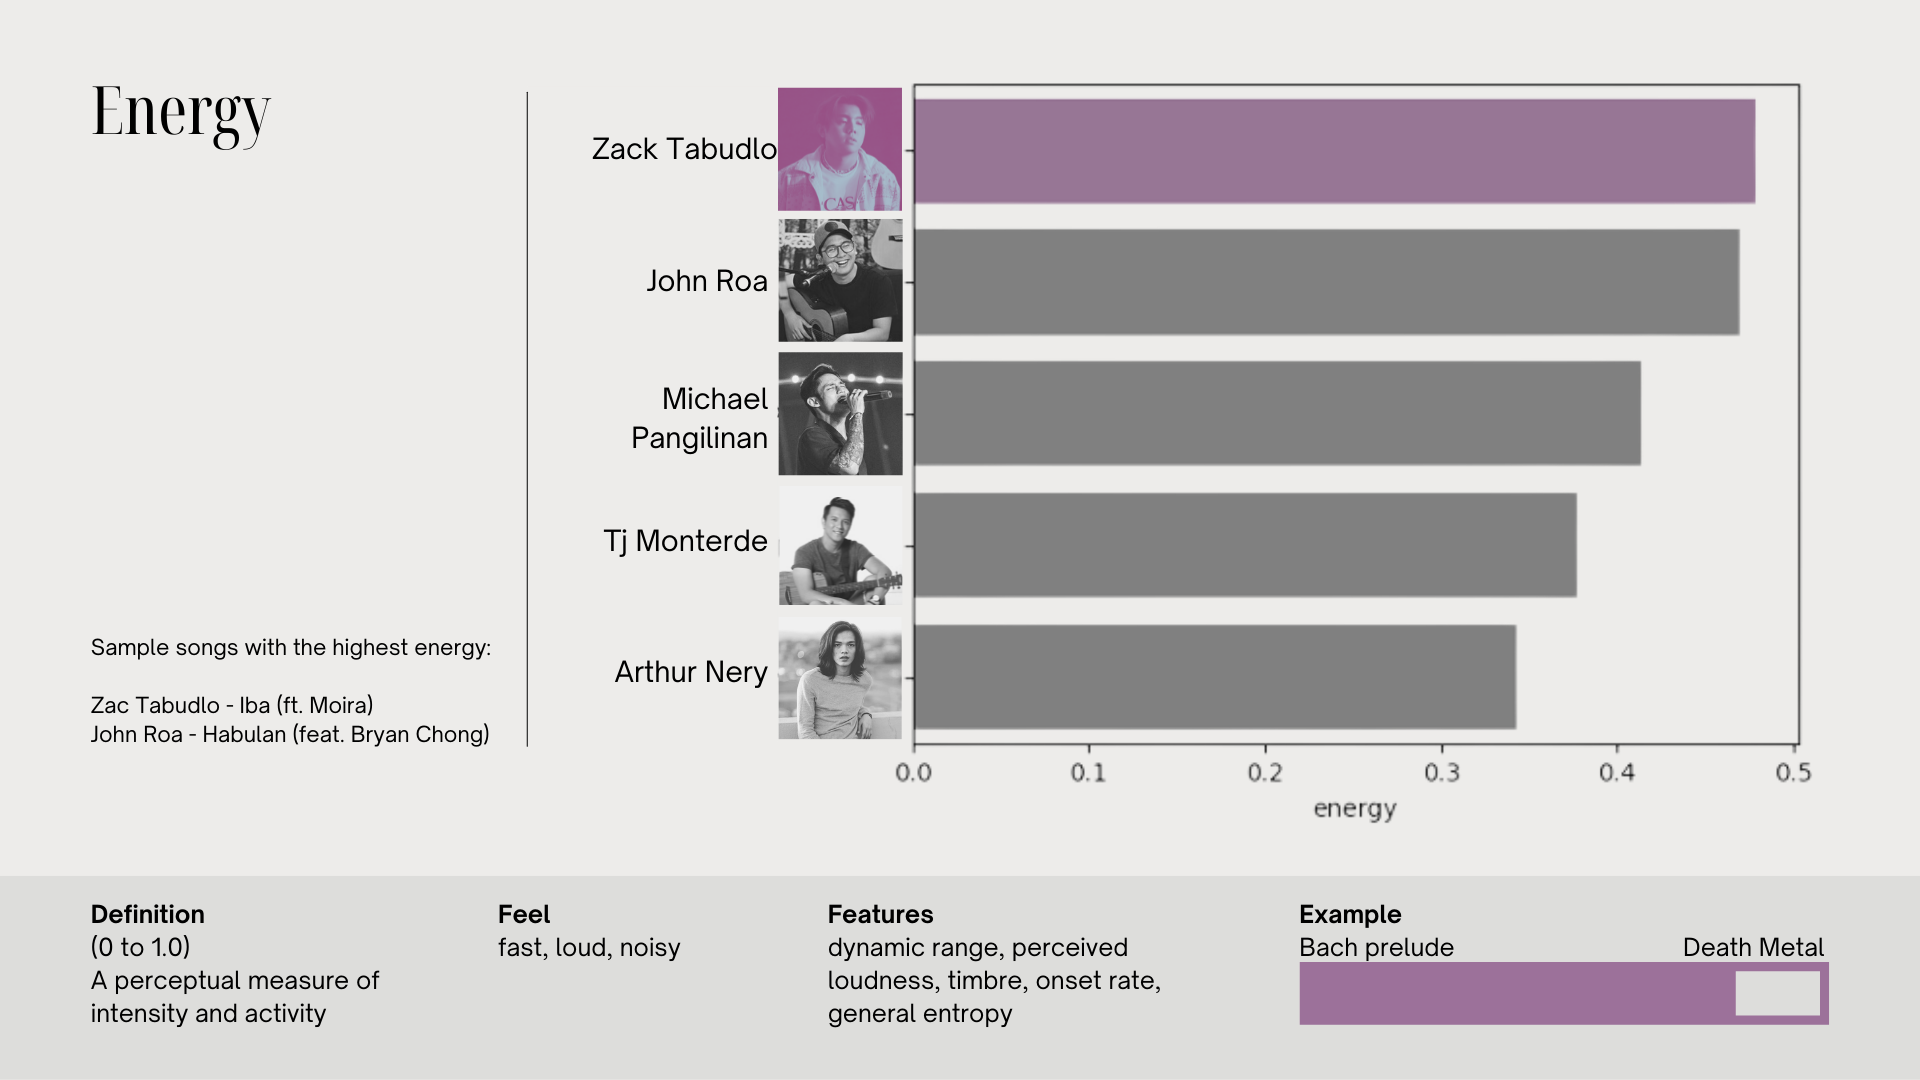 Energy
Zack Tabudlo
CAS
John Roa
Michael
Pangilinan
Tj Monterde
Arthur Nery
Sample songs with the highest energy:
Zac Tabudlo - Iba (ft. Moira)
John Roa - Habulan (feat. Bryan Chong)
0.0 0.1 0.2 0.3 0.4 0.5
energy
Definition
(0 to 1.0)
A perceptual measure of
intensity and activity
Feel
fast, loud, noisy
Features
dynamic range, perceived
loudness, timbre, onset rate,
general entropy
Example
Bach prelude Death Metal